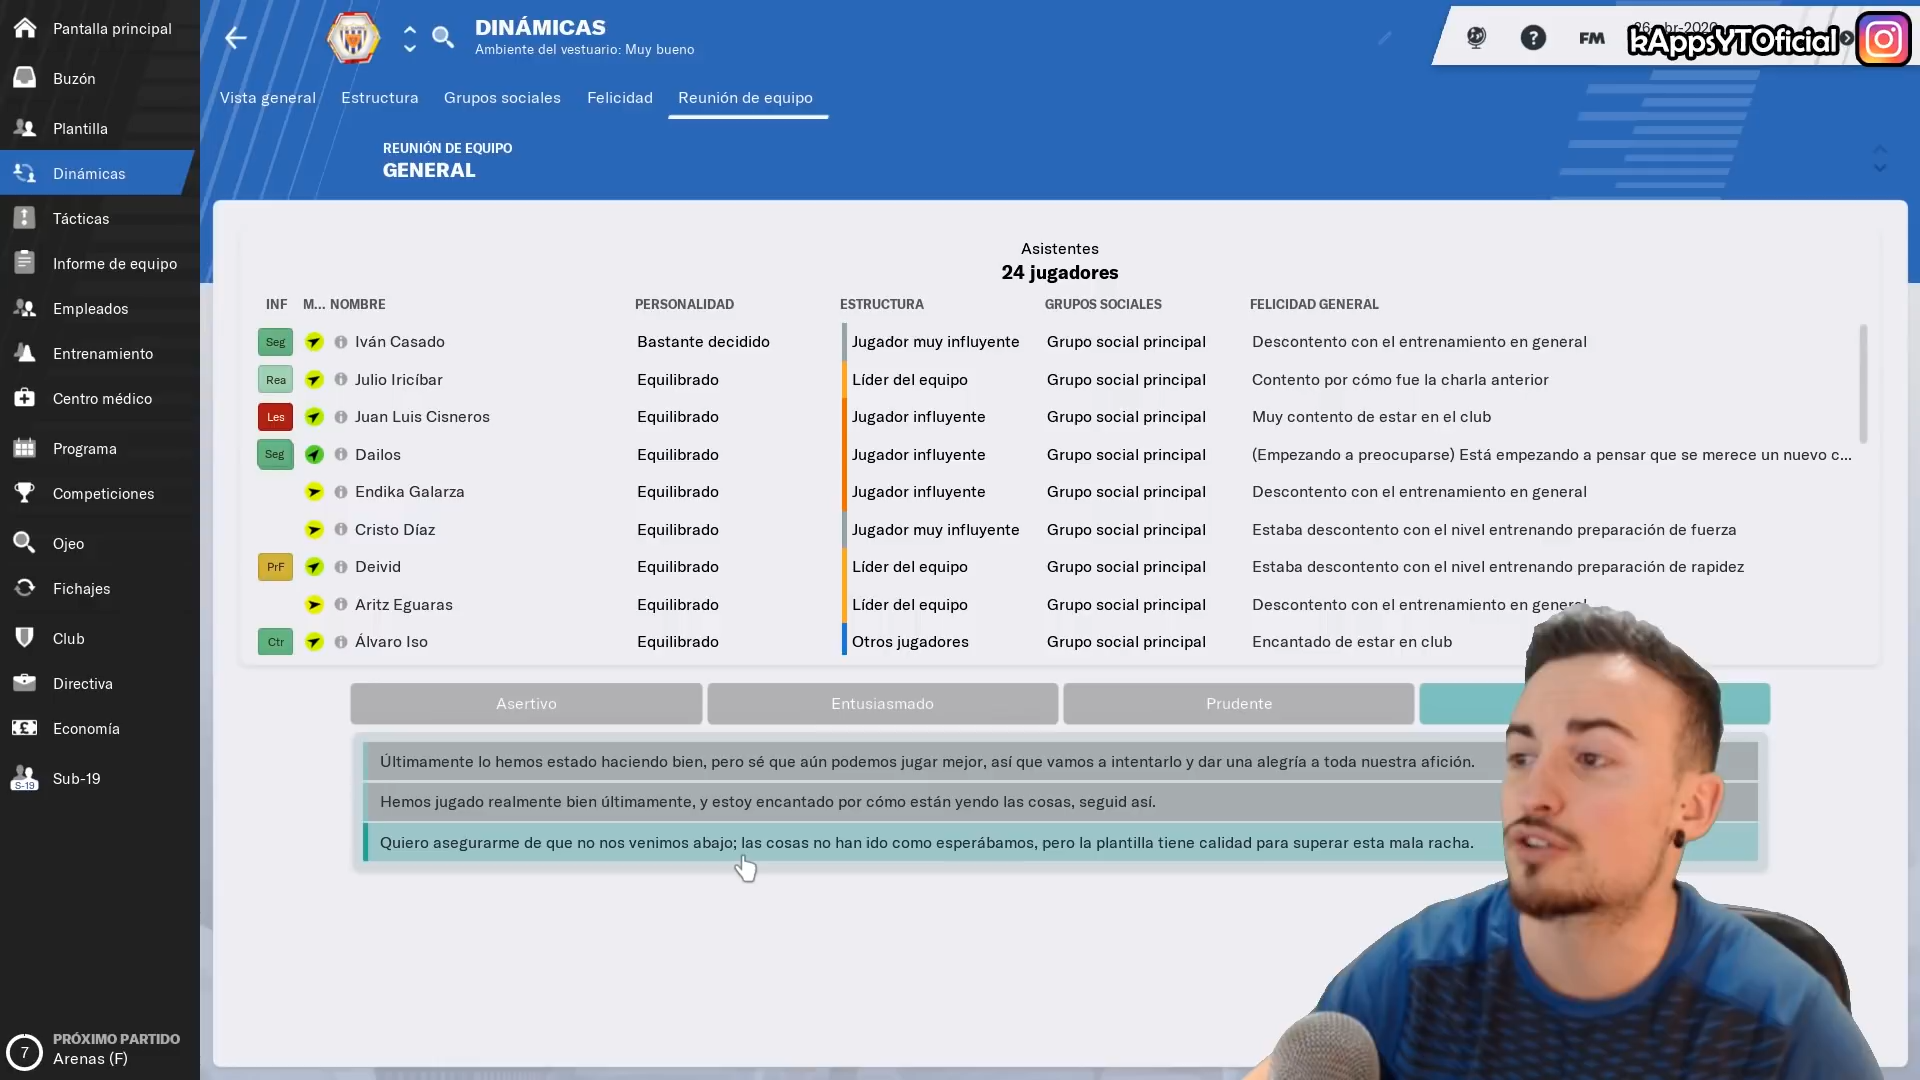 Pantalla principal
Buzón
Plantilla
Dinámicas
Tácticas
Informe de equipo
Empleados
Entrenamiento
Centro médico
Programa
Competiciones
Ojeo
Fichajes
Club
Directiva
Economía
S-19
Sub-19
7
PRÓXIMO PARTIDO
Arenas (F)
DINÁMICAS
Ambiente del vestuario: Muy bueno
?
FM
kAppsYTOficial
Vista general
Estructura
Grupos sociales
Felicidad
Reunión de equipo
REUNIÓN DE EQUIPO
GENERAL
Asistentes
24 jugadores
INF M... NOMBRE PERSONALIDAD ESTRUCTURA GRUPOS SOCIALES FELICIDAD GENERAL
Seg Iván Casado Bastante decidido Jugador muy influyente Grupo social principal Descontento con el entrenamiento en general
Rea Julio Iricíbar Equilibrado Líder del equipo Grupo social principal Contento por cómo fue la charla anterior
Les Juan Luis Cisneros Equilibrado Jugador influyente Grupo social principal Muy contento de estar en el club
Seg Dailos Equilibrado Jugador influyente Grupo social principal (Empezando a preocuparse) Está empezando a pensar que se merece un nuevo c...
Endika Galarza Equilibrado Jugador influyente Grupo social principal Descontento con el entrenamiento en general
Cristo Díaz Equilibrado Jugador muy influyente Grupo social principal Estaba descontento con el nivel entrenando preparación de fuerza
PrF Deivid Equilibrado Líder del equipo Grupo social principal Estaba descontento con el nivel entrenando preparación de rapidez
Aritz Eguaras Equilibrado Líder del equipo Grupo social principal Descontento con el entrenamiento en general
Ctr Álvaro Iso Equilibrado Otros jugadores Grupo social principal Encantado de estar en club
Asertivo
Entusiasmado
Prudente
Últimamente lo hemos estado haciendo bien, pero sé que aún podemos jugar mejor, así que vamos a intentarlo y dar una alegría a toda nuestra afición.
Hemos jugado realmente bien últimamente, y estoy encantado por cómo están yendo las cosas, seguid así.
Quiero asegurarme de que no nos venimos abajo; las cosas no han ido como esperábamos, pero la plantilla tiene calidad para superar esta mala racha.